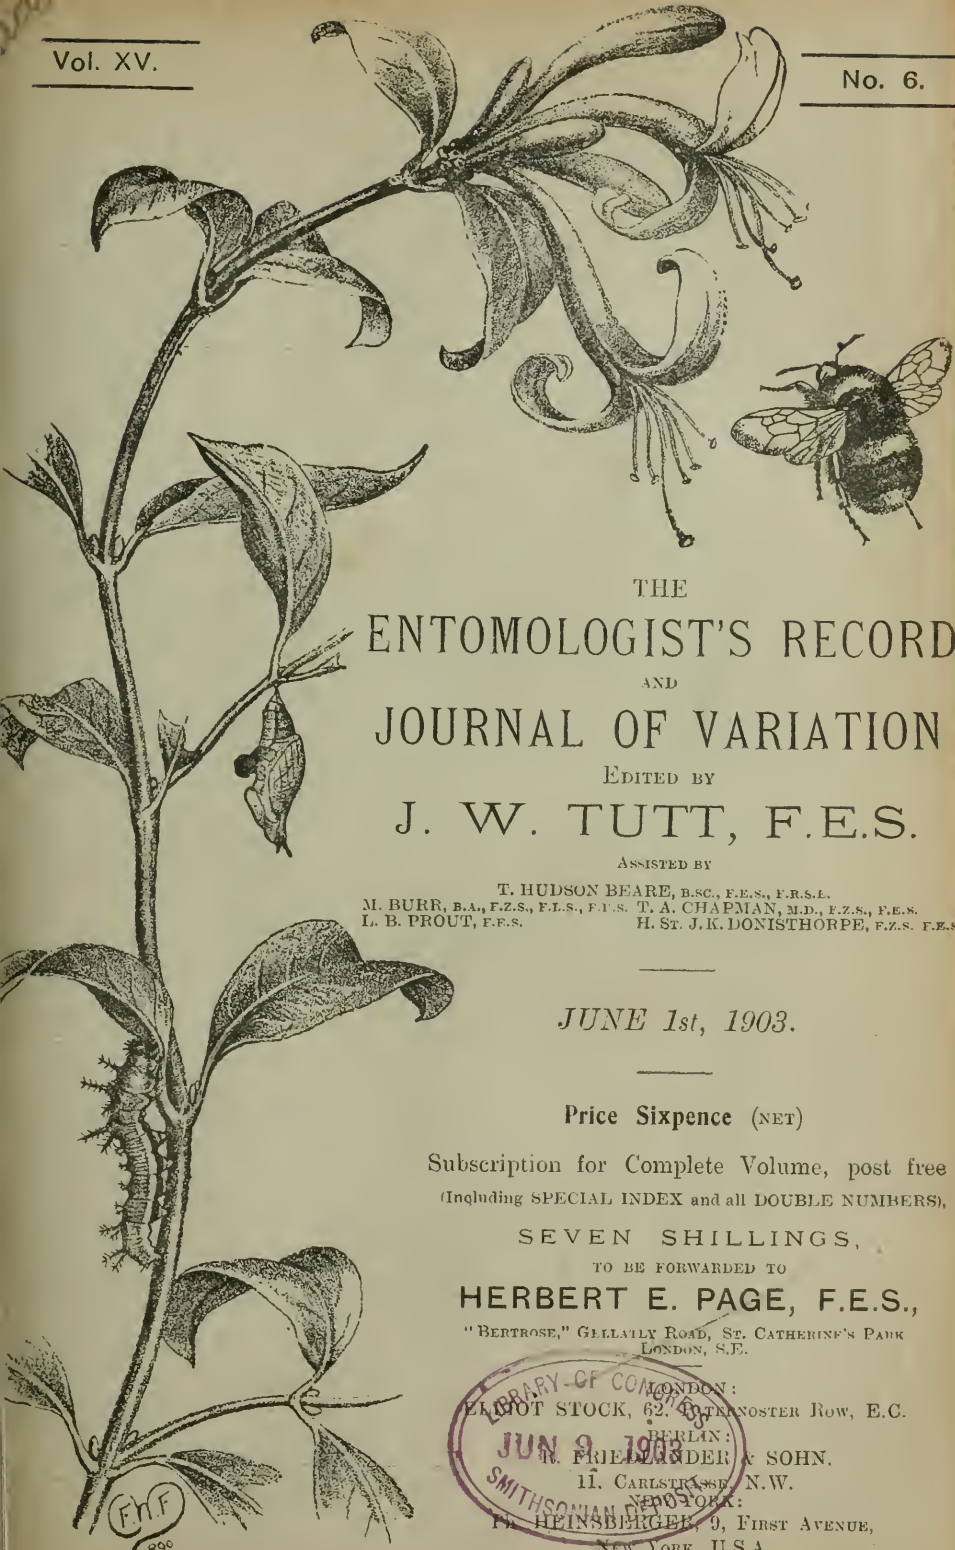 Vol. XV.
No. 6.
THE
ENTOMOLOGIST'S RECORD
AND
JOURNAL OF VARIATION
EDITED BY
J. W. TUTT, F.E.S.
ASSISTED BY
T. HUDSON BEARE, B.SC., F.E.S., F.R.S.E.
M. BURR, B.A., F.Z.S., F.L.S., F.E.S. T. A. CHAPMAN, M.D., F.Z.S., F.E.S.
L. B. PROUT, F.E.S. H. ST. J. K. DONISTHORPE, F.Z.S. F.E.S
JUNE 1st, 1903.
Price Sixpence (NET)
Subscription for Complete Volume, post free
(Including SPECIAL INDEX and all DOUBLE NUMBERS),
SEVEN SHILLINGS,
TO BE FORWARDED TO
HERBERT E. PAGE, F.E.S.,
"BERTROSE," GELLATLY ROAD, ST. CATHERINE'S PARK
LONDON, S.E.
LONDON:
ELLIOT STOCK, 62, PATERNOSTER ROW, E.C.
BERLIN:
R. FRIEDLANDER & SOHN.
11, CARLSTRASSE, N.W.
NEW YORK:
HEINSBERGER, 9, FIRST AVENUE,
NEW YORK, U.S.A.
LIBRARY OF CONGRESS
JUN 9 1903
SMITHSONIAN DEPOSIT
F.N.F
890